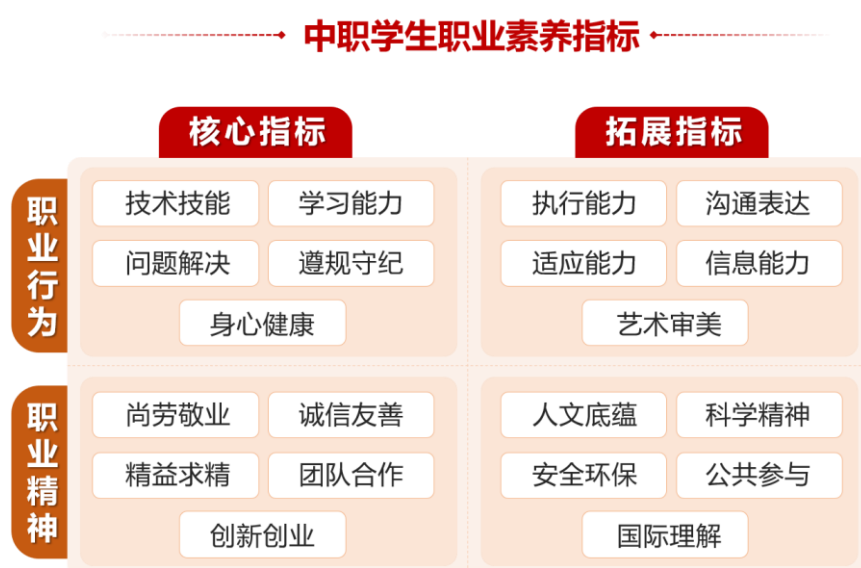 中职学生职业素养指标
核心指标
拓展指标
职业行为
技术技能
学习能力
问题解决
遵规守纪
身心健康
执行能力
沟通表达
适应能力
信息能力
艺术审美
职业精神
尚劳敬业
诚信友善
精益求精
团队合作
创新创业
人文底蕴
科学精神
安全环保
公共参与
国际理解